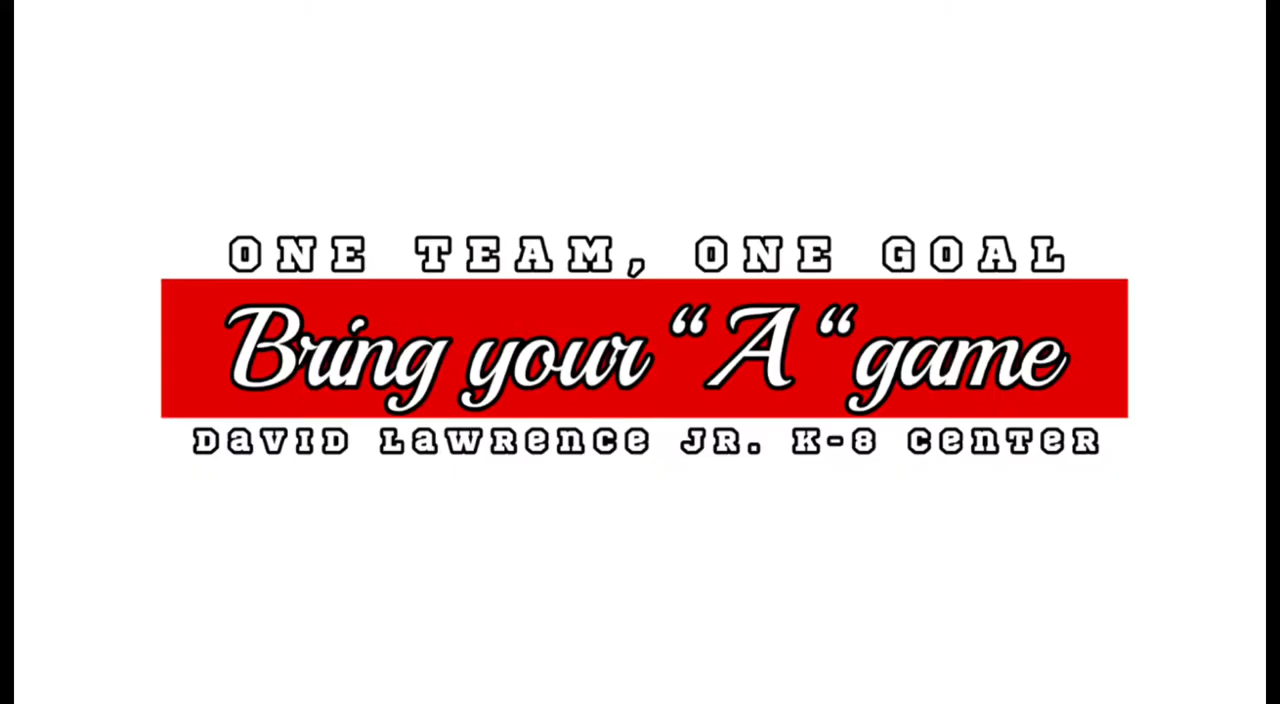 ONE TEAM, ONE GOAL
Bring your “A“ game
DaVID LaWRence JR. K-8 cenTeR